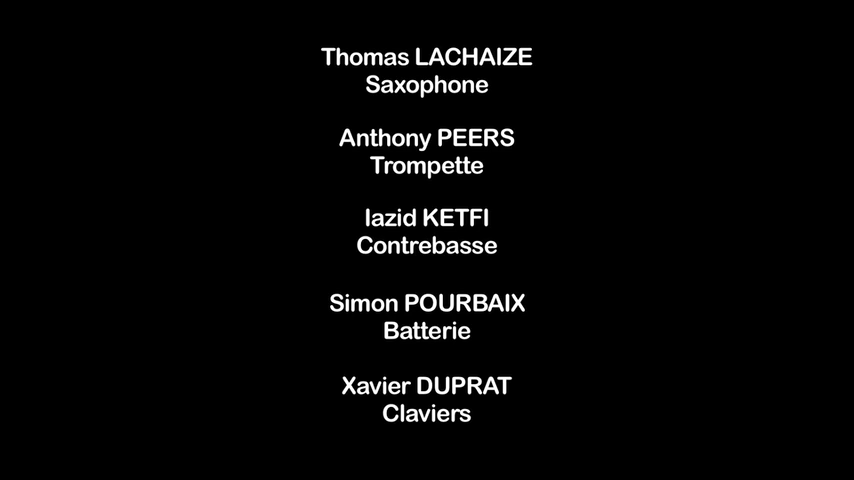 Thomas LACHAIZE
Saxophone
Anthony PEERS
Trompette
Iazid KETFI
Contrebasse
Simon POURBAIX
Batterie
Xavier DUPRAT
Claviers